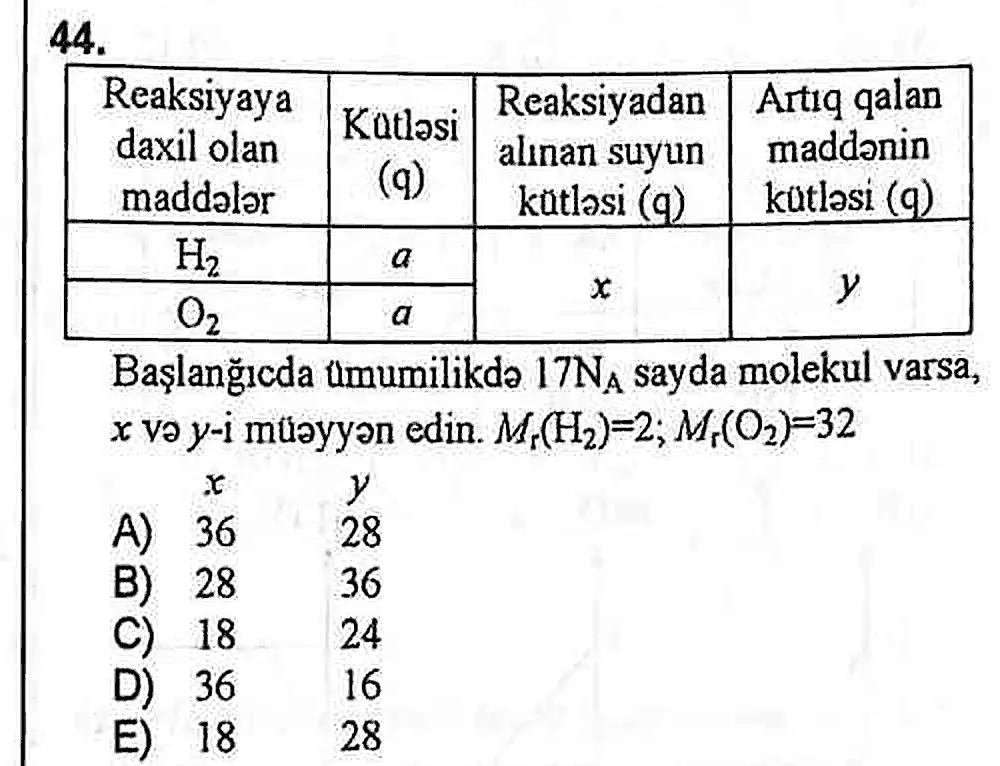 44.
Reaksiyaya daxil olan maddələr | Kütləsi (q) | Reaksiyadan alınan suyun kütləsi (q) | Artıq qalan maddənin kütləsi (q)
H₂ | a | x | y
O₂ | a
Başlanğıcda ümumilikdə 17N_A sayda molekul varsa,
x və y-i müəyyən edin. Mᵣ(H₂)=2; Mᵣ(O₂)=32
x y
A) 36 28
B) 28 36
C) 18 24
D) 36 16
E) 18 28